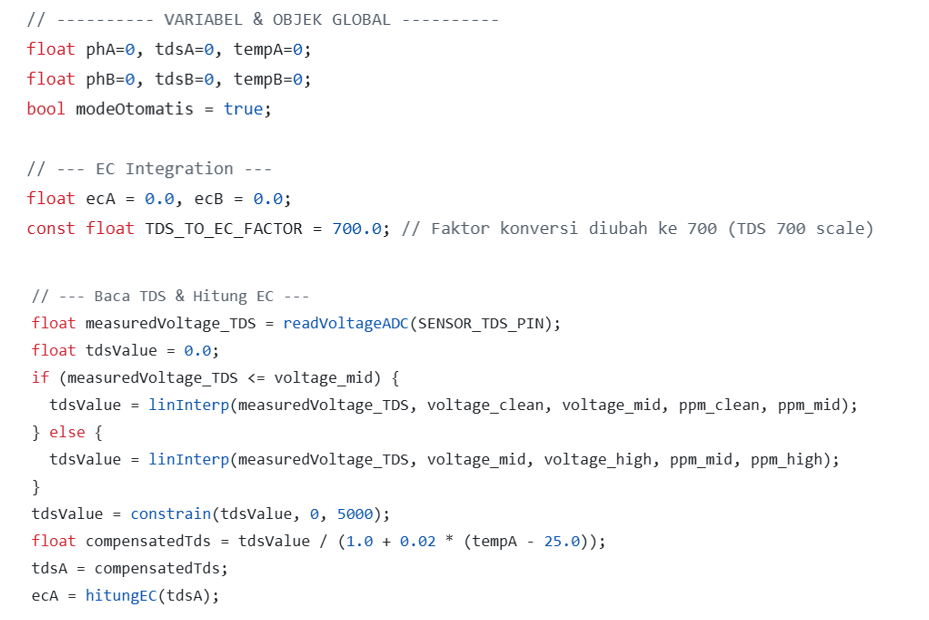 // ---------- VARIABEL & OBJEK GLOBAL ----------
float phA=0, tdsA=0, tempA=0;
float phB=0, tdsB=0, tempB=0;
bool modeOtomatis = true;

// --- EC Integration ---
float ecA = 0.0, ecB = 0.0;
const float TDS_TO_EC_FACTOR = 700.0; // Faktor konversi diubah ke 700 (TDS 700 scale)

// --- Baca TDS & Hitung EC ---
float measuredVoltage_TDS = readVoltageADC(SENSOR_TDS_PIN);
float tdsValue = 0.0;
if (measuredVoltage_TDS <= voltage_mid) {
  tdsValue = linInterp(measuredVoltage_TDS, voltage_clean, voltage_mid, ppm_clean, ppm_mid);
} else {
  tdsValue = linInterp(measuredVoltage_TDS, voltage_mid, voltage_high, ppm_mid, ppm_high);
}
tdsValue = constrain(tdsValue, 0, 5000);
float compensatedTds = tdsValue / (1.0 + 0.02 * (tempA - 25.0));
tdsA = compensatedTds;
ecA = hitungEC(tdsA);